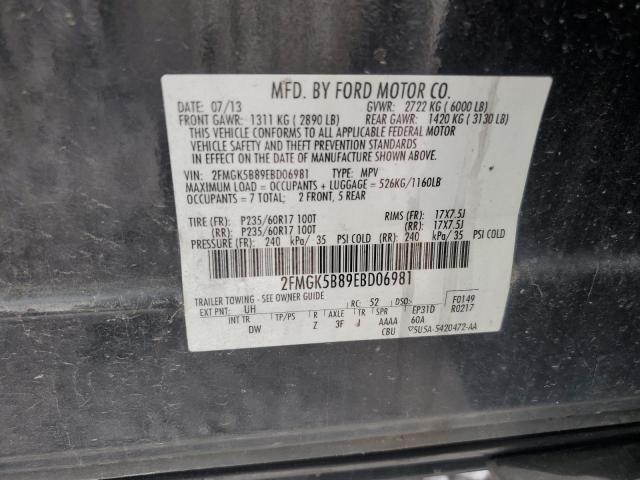 MFD. BY FORD MOTOR CO.
DATE: 07/13 GVWR: 2722 KG ( 6000 LB)
FRONT GAWR: 1311 KG ( 2890 LB) REAR GAWR: 1420 KG ( 3130 LB)
THIS VEHICLE CONFORMS TO ALL APPLICABLE FEDERAL MOTOR
VEHICLE SAFETY AND THEFT PREVENTION STANDARDS IN
EFFECT ON THE DATE OF MANUFACTURE SHOWN ABOVE.
VIN: 2FMGK5B89EBD06981 TYPE: MPV
MAXIMUM LOAD = OCCUPANTS + LUGGAGE = 526KG/1160LB
OCCUPANTS = 7 TOTAL; 2 FRONT, 5 REAR
TIRE (FR): P235/60R17 100T RIMS (FR): 17X7.5J
(RR): P235/60R17 100T (RR): 17X7.5J
PRESSURE (FR): 240 kPa/ 35 PSI COLD (RR): 240 kPa/ 35 PSI COLD
2FMGK5B89EBD06981
TRAILER TOWING - SEE OWNER GUIDE
EXT PNT: UH RC: 52 DSO: F0149
INT TR TP/PS R AXLE TR SPR EP31D R0217
DW Z 3F J AAAA 60A
CBU 5U5A-5420472-AA